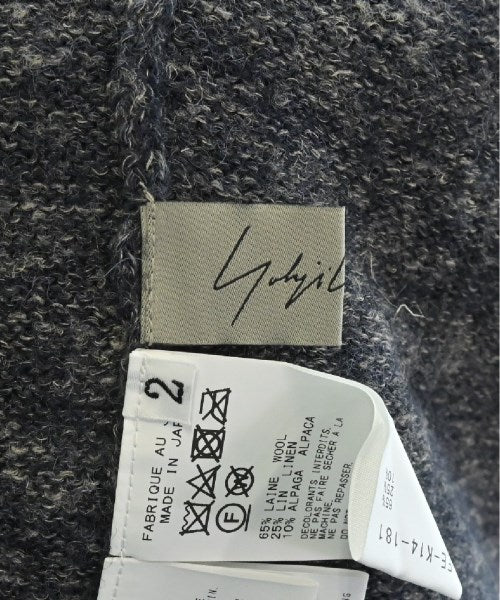 Yohji
2
FABRIQUE AU
MADE IN JAP
65% LAINE WOOL
25% LIN LINEN
10% ALPAGA ALPACA
DECOLORANTS INTERDITS.
NE PAS FAIRE SECHER A LA
MACHINE.
NE PAS REPASSER.
DO N
-K14-181